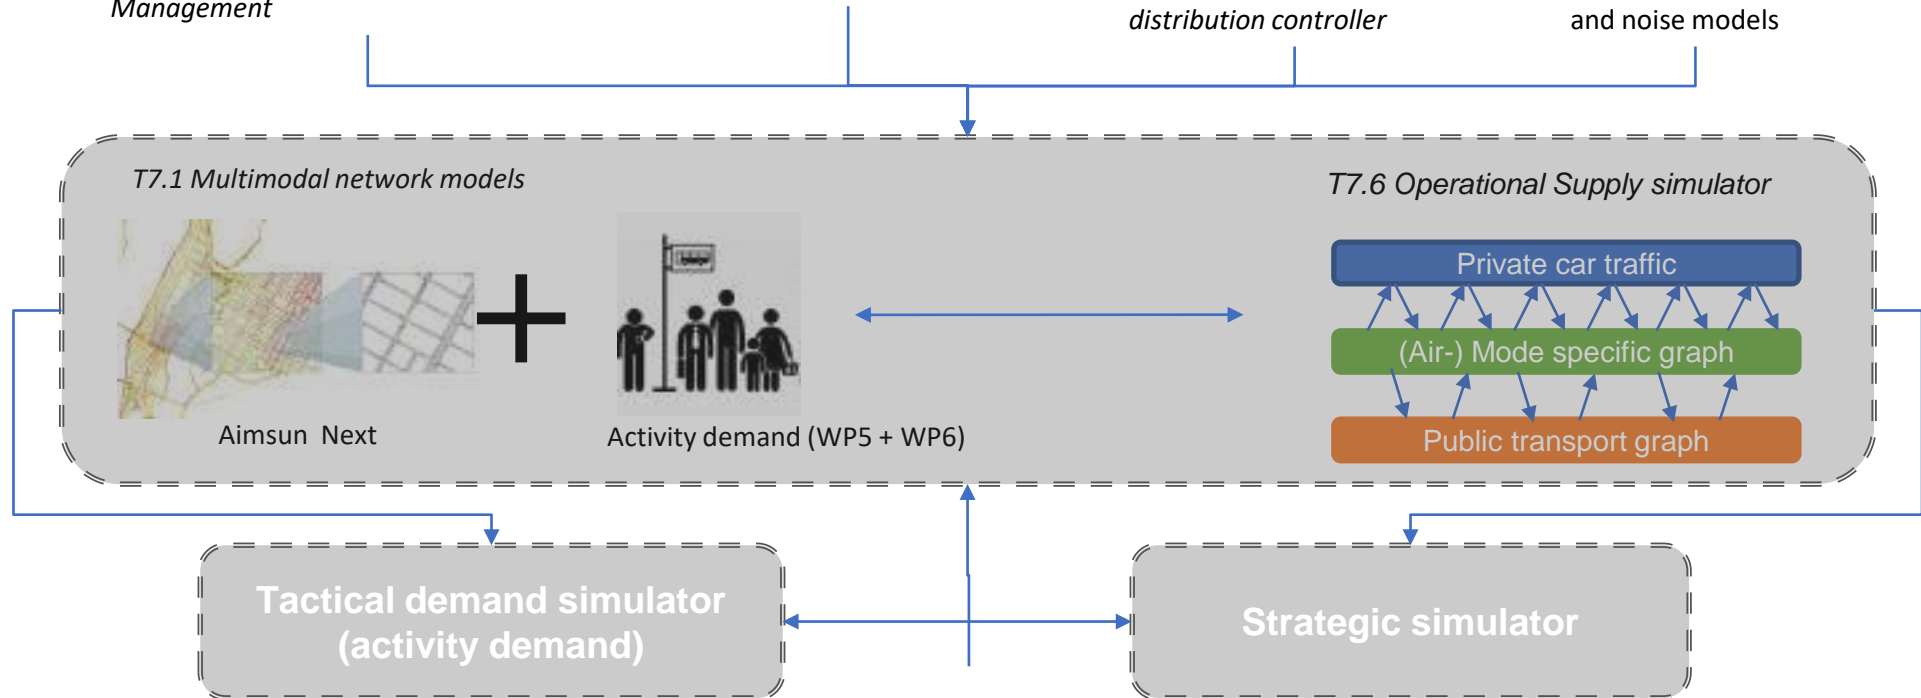 Management
distribution controller
and noise models
T7.1 Multimodal network models
T7.6 Operational Supply simulator
Private car traffic
(Air-) Mode specific graph
Public transport graph
Aimsun Next
Activity demand (WP5 + WP6)
Tactical demand simulator
(activity demand)
Strategic simulator